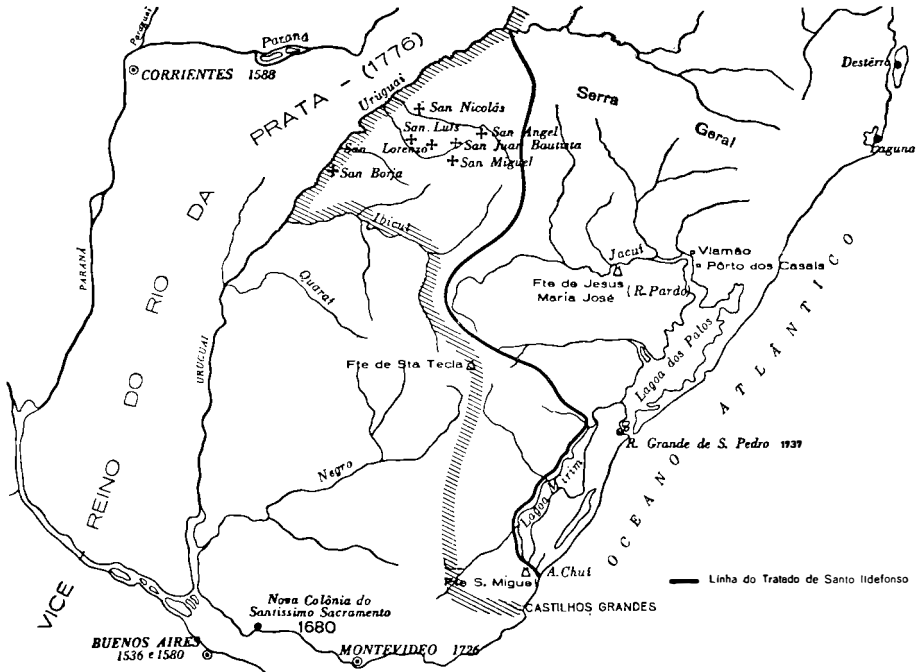 Paraguai
Paraná
CORRIENTES 1588
PRATA - (1776)
Uruguai
San Nicolás
San. Luís
San Angel
San Lorenzo
San Juan Bautista
San Miguel
San Borja
Serra
Geral
Destêrro
Laguna
Ibicuí
DA
RIO
DO
REINO
VICE
PARANÁ
URUGUAI
Quaraí
Jacuí
Viamão
Pôrto dos Casais
Fte de Jesus
Maria José
(R. Pardo)
Lagoa dos Patos
Fte de Sta Tecla
OCEANO ATLÂNTICO
R. Grande de S. Pedro 1737
Negro
Lagoa Mirim
Fte S. Miguel
A. Chuí
Linha do Tratado de Santo Ildefonso
CASTILHOS GRANDES
Nova Colônia do
Santíssimo Sacramento
1680
BUENOS AIRES
1536 e 1580
MONTEVIDEO 1726